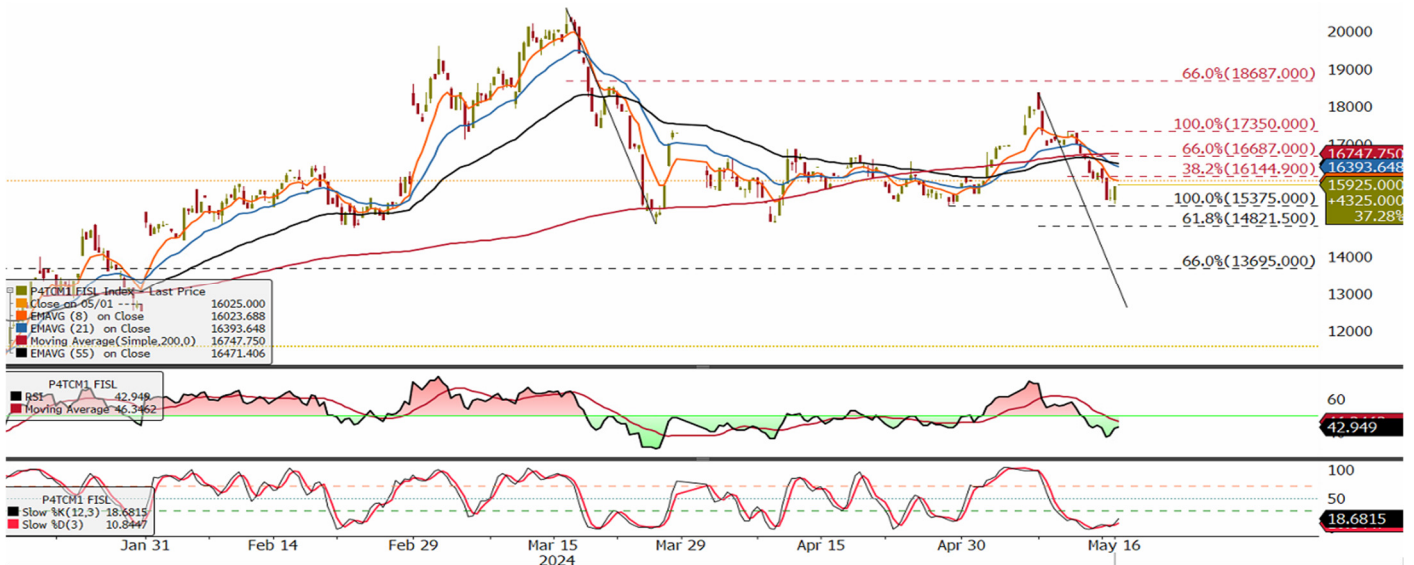 20000
19000
66.0%(18687.000)
18000
100.0%(17350.000)
17000
66.0%(16687.000)
16747.750
38.2%(16144.900)
16393.648
15925.000
+4325.000
37.28%
100.0%(15375.000)
61.8%(14821.500)
14000
66.0%(13695.000)
13000
12000
P4TCM1 FISL Index - Last Price
Close on 05/01 ---- 16025.000
EMAVG (8) on Close 16023.688
EMAVG (21) on Close 16393.648
Moving Average(Simple,200,0) 16747.750
EMAVG (55) on Close 16471.406
P4TCM1 FISL
RSI 42.949
Moving Average 46.3462
60
42.949
P4TCM1 FISL
Slow %K(12,3) 18.6815
Slow %D(3) 10.8447
100
50
18.6815
Jan 31 Feb 14 Feb 29 Mar 15 Mar 29 Apr 15 Apr 30 May 16
2024